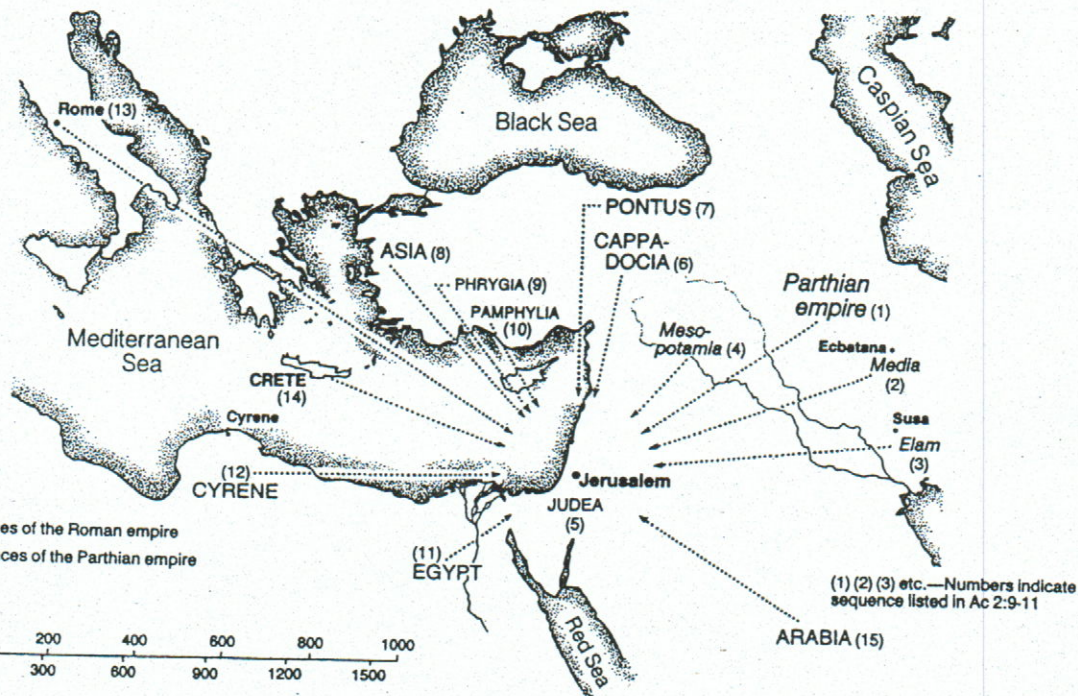 Rome (13)
Black Sea
Caspian Sea
PONTUS (7)
ASIA (8)
CAPPA-
DOCIA
(6)
PHRYGIA (9)
PAMPHYLIA
(10)
Parthian
empire (1)
Meso-
potamia (4)
Ecbatana
Media
(2)
Mediterranean
Sea
CRETE
(14)
Cyrene
Susa
Elam
(3)
(12)
CYRENE
Jerusalem
JUDEA
(5)
es of the Roman empire
ces of the Parthian empire
(11)
EGYPT
(1) (2) (3) etc.—Numbers indicate
sequence listed in Ac 2:9-11
ARABIA (15)
Red Sea
200 400 600 800 1000
300 600 900 1200 1500